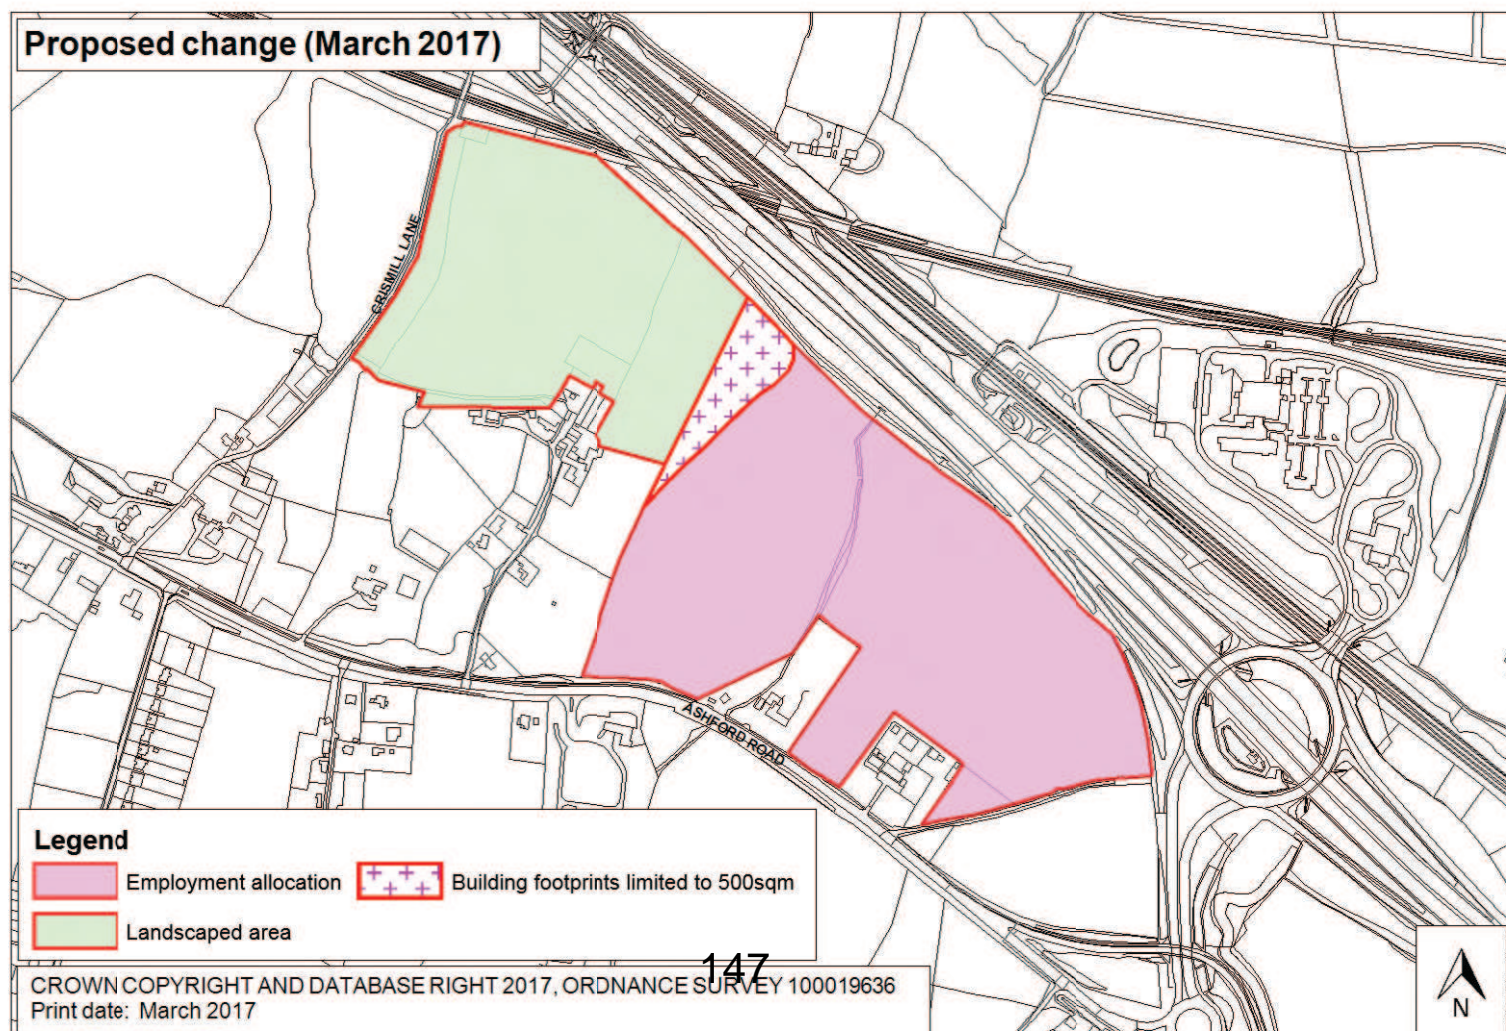 Proposed change (March 2017)
CRISMILL LANE
ASHFORD ROAD
Legend
Employment allocation
Building footprints limited to 500sqm
Landscaped area
147
CROWN COPYRIGHT AND DATABASE RIGHT 2017, ORDNANCE SURVEY 100019636
Print date: March 2017
N